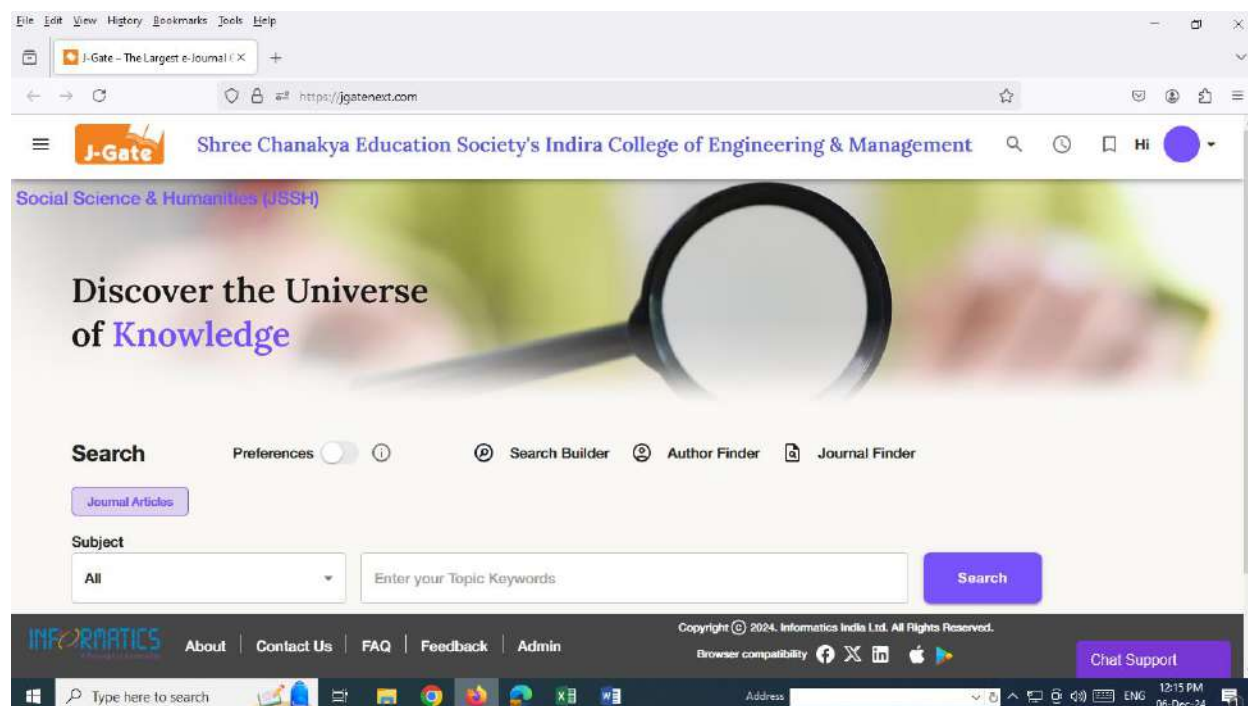 File Edit View History Bookmarks Tools Help
J-Gate – The Largest e-Journal
https://jgatenext.com
J-Gate
Shree Chanakya Education Society's Indira College of Engineering & Management
Hi
Social Science & Humanities (JSSH)
Discover the Universe
of Knowledge
Search Preferences Search Builder Author Finder Journal Finder
Journal Articles
Subject
All Enter your Topic Keywords Search
Copyright © 2024. Informatics India Ltd. All Rights Reserved.
INFORMATICS About | Contact Us | FAQ | Feedback | Admin
Browser compatibility
Chat Support
Type here to search Address ENG 12:15 PM
06-Dec-24